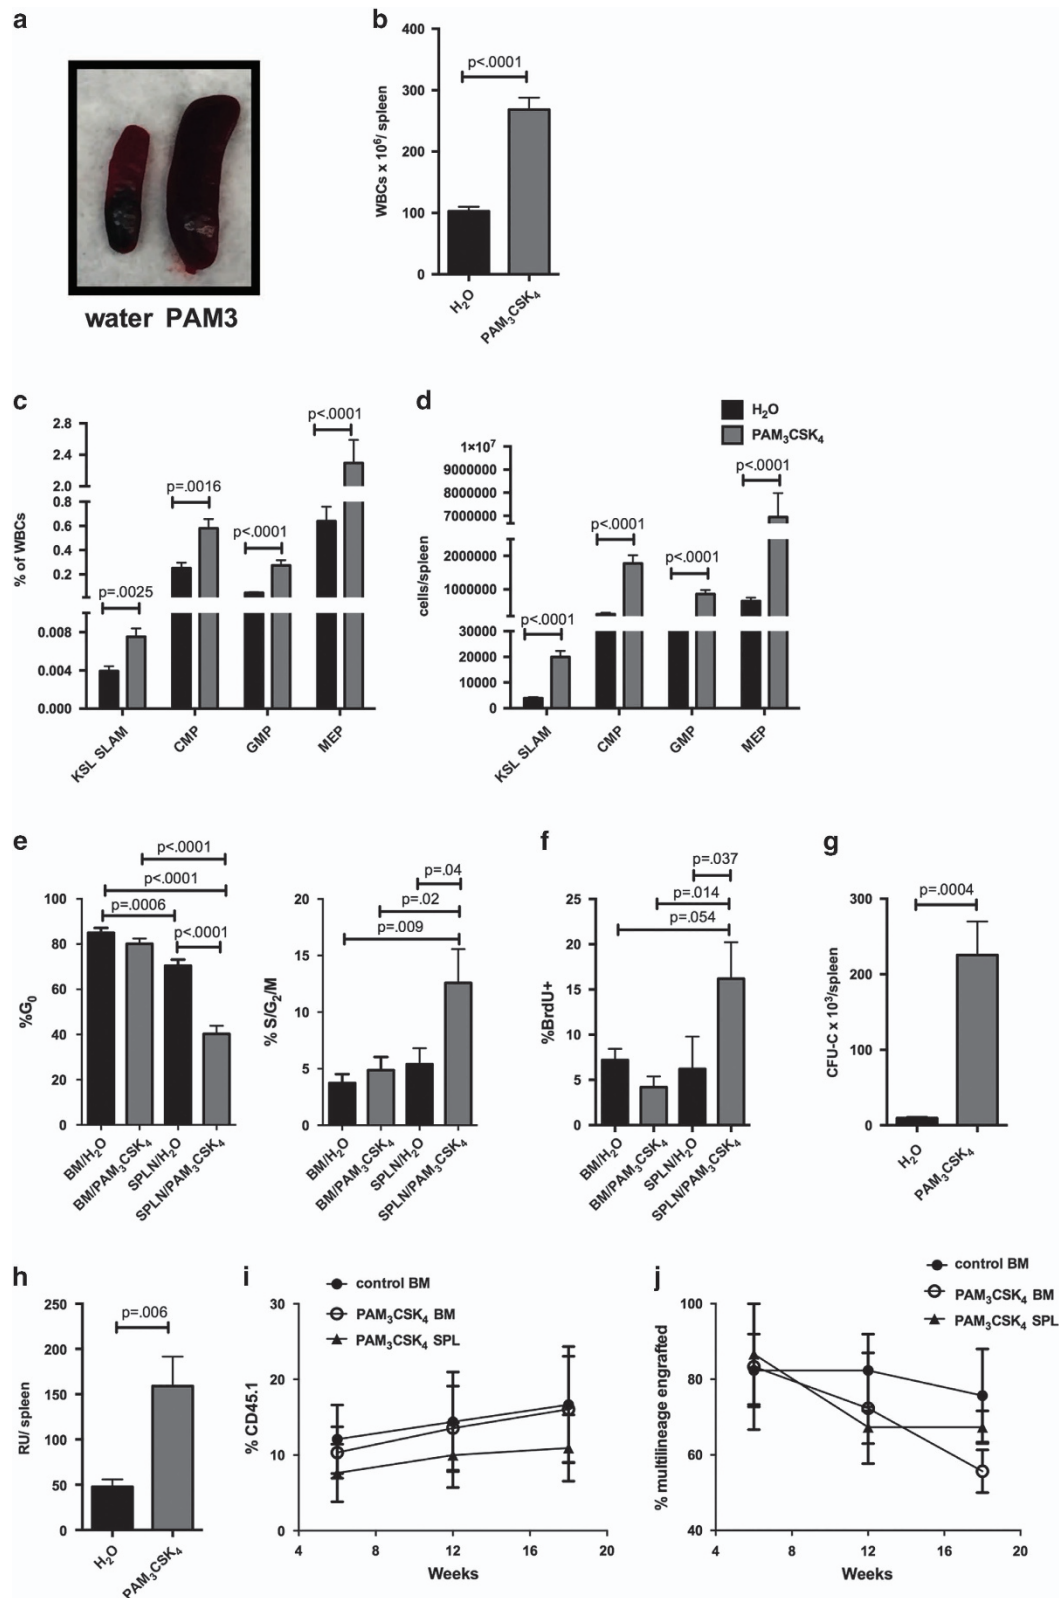 a
water PAM3
b
WBCs x 10⁶/ spleen
400
300
200
100
0
p<.0001
H₂O
PAM₃CSK₄
c
% of WBCs
2.8
2.4
2.0
0.8
0.6
0.4
0.2
0.008
0.004
0.000
p=.0025
p=.0016
p<.0001
p<.0001
KSL SLAM
CMP
GMP
MEP
d
H₂O
PAM₃CSK₄
cells/spleen
1×10⁷
9000000
8000000
7000000
2000000
1000000
30000
20000
10000
0
p<.0001
p<.0001
p<.0001
p<.0001
KSL SLAM
CMP
GMP
MEP
e
%G₀
100
80
60
40
20
0
p<.0001
p<.0001
p=.0006
p<.0001
BM/H₂O
BM/PAM₃CSK₄
SPLN/H₂O
SPLN/PAM₃CSK₄
% S/G₂/M
20
15
10
5
0
p=.04
p=.02
p=.009
BM/H₂O
BM/PAM₃CSK₄
SPLN/H₂O
SPLN/PAM₃CSK₄
f
%BrdU+
25
20
15
10
5
0
p=.037
p=.014
p=.054
BM/H₂O
BM/PAM₃CSK₄
SPLN/H₂O
SPLN/PAM₃CSK₄
g
CFU-C x 10³/spleen
300
200
100
0
p=.0004
H₂O
PAM₃CSK₄
h
RU/ spleen
250
200
150
100
50
0
p=.006
H₂O
PAM₃CSK₄
i
control BM
PAM₃CSK₄ BM
PAM₃CSK₄ SPL
% CD45.1
30
20
10
0
4
8
12
16
20
Weeks
j
control BM
PAM₃CSK₄ BM
PAM₃CSK₄ SPL
% multilineage engrafted
100
80
60
40
4
8
12
16
20
Weeks